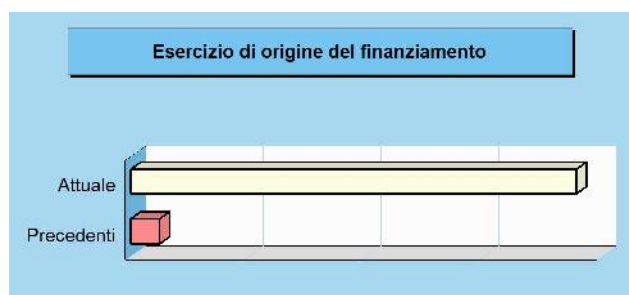 Esercizio di origine del finanziamento
Attuale
Precedenti